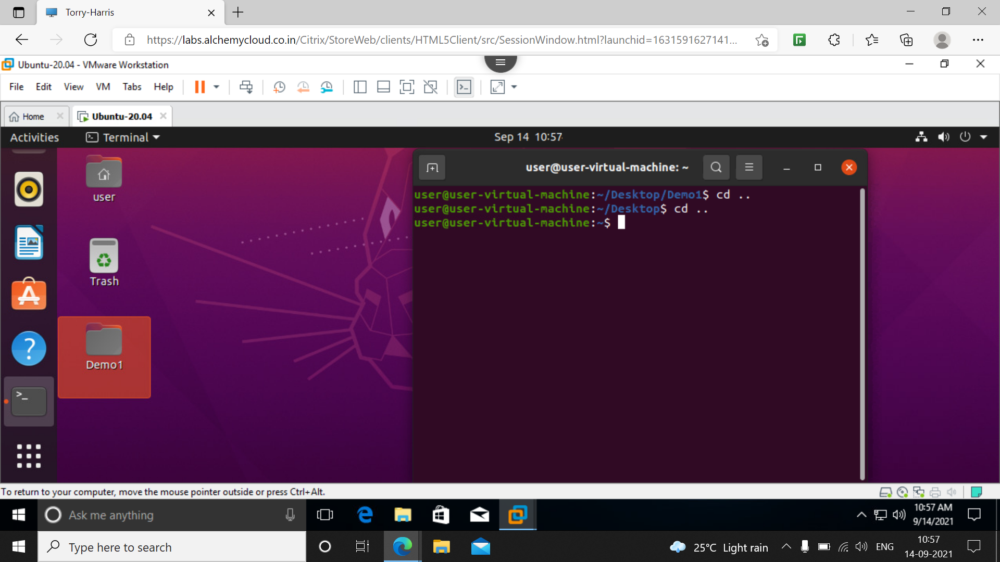 Torry-Harris
https://labs.alchemycloud.co.in/Citrix/StoreWeb/clients/HTML5Client/src/SessionWindow.html?launchid=1631591627141...
Ubuntu-20.04 - VMware Workstation
File Edit View VM Tabs Help
Home Ubuntu-20.04
Activities Terminal Sep 14 10:57
user@user-virtual-machine: ~
user@user-virtual-machine:~/Desktop/Demo1$ cd ..
user@user-virtual-machine:~/Desktop$ cd ..
user@user-virtual-machine:~$
user
Trash
Demo1
To return to your computer, move the mouse pointer outside or press Ctrl+Alt.
Ask me anything
10:57 AM
9/14/2021
Type here to search
25°C Light rain
ENG
10:57
14-09-2021